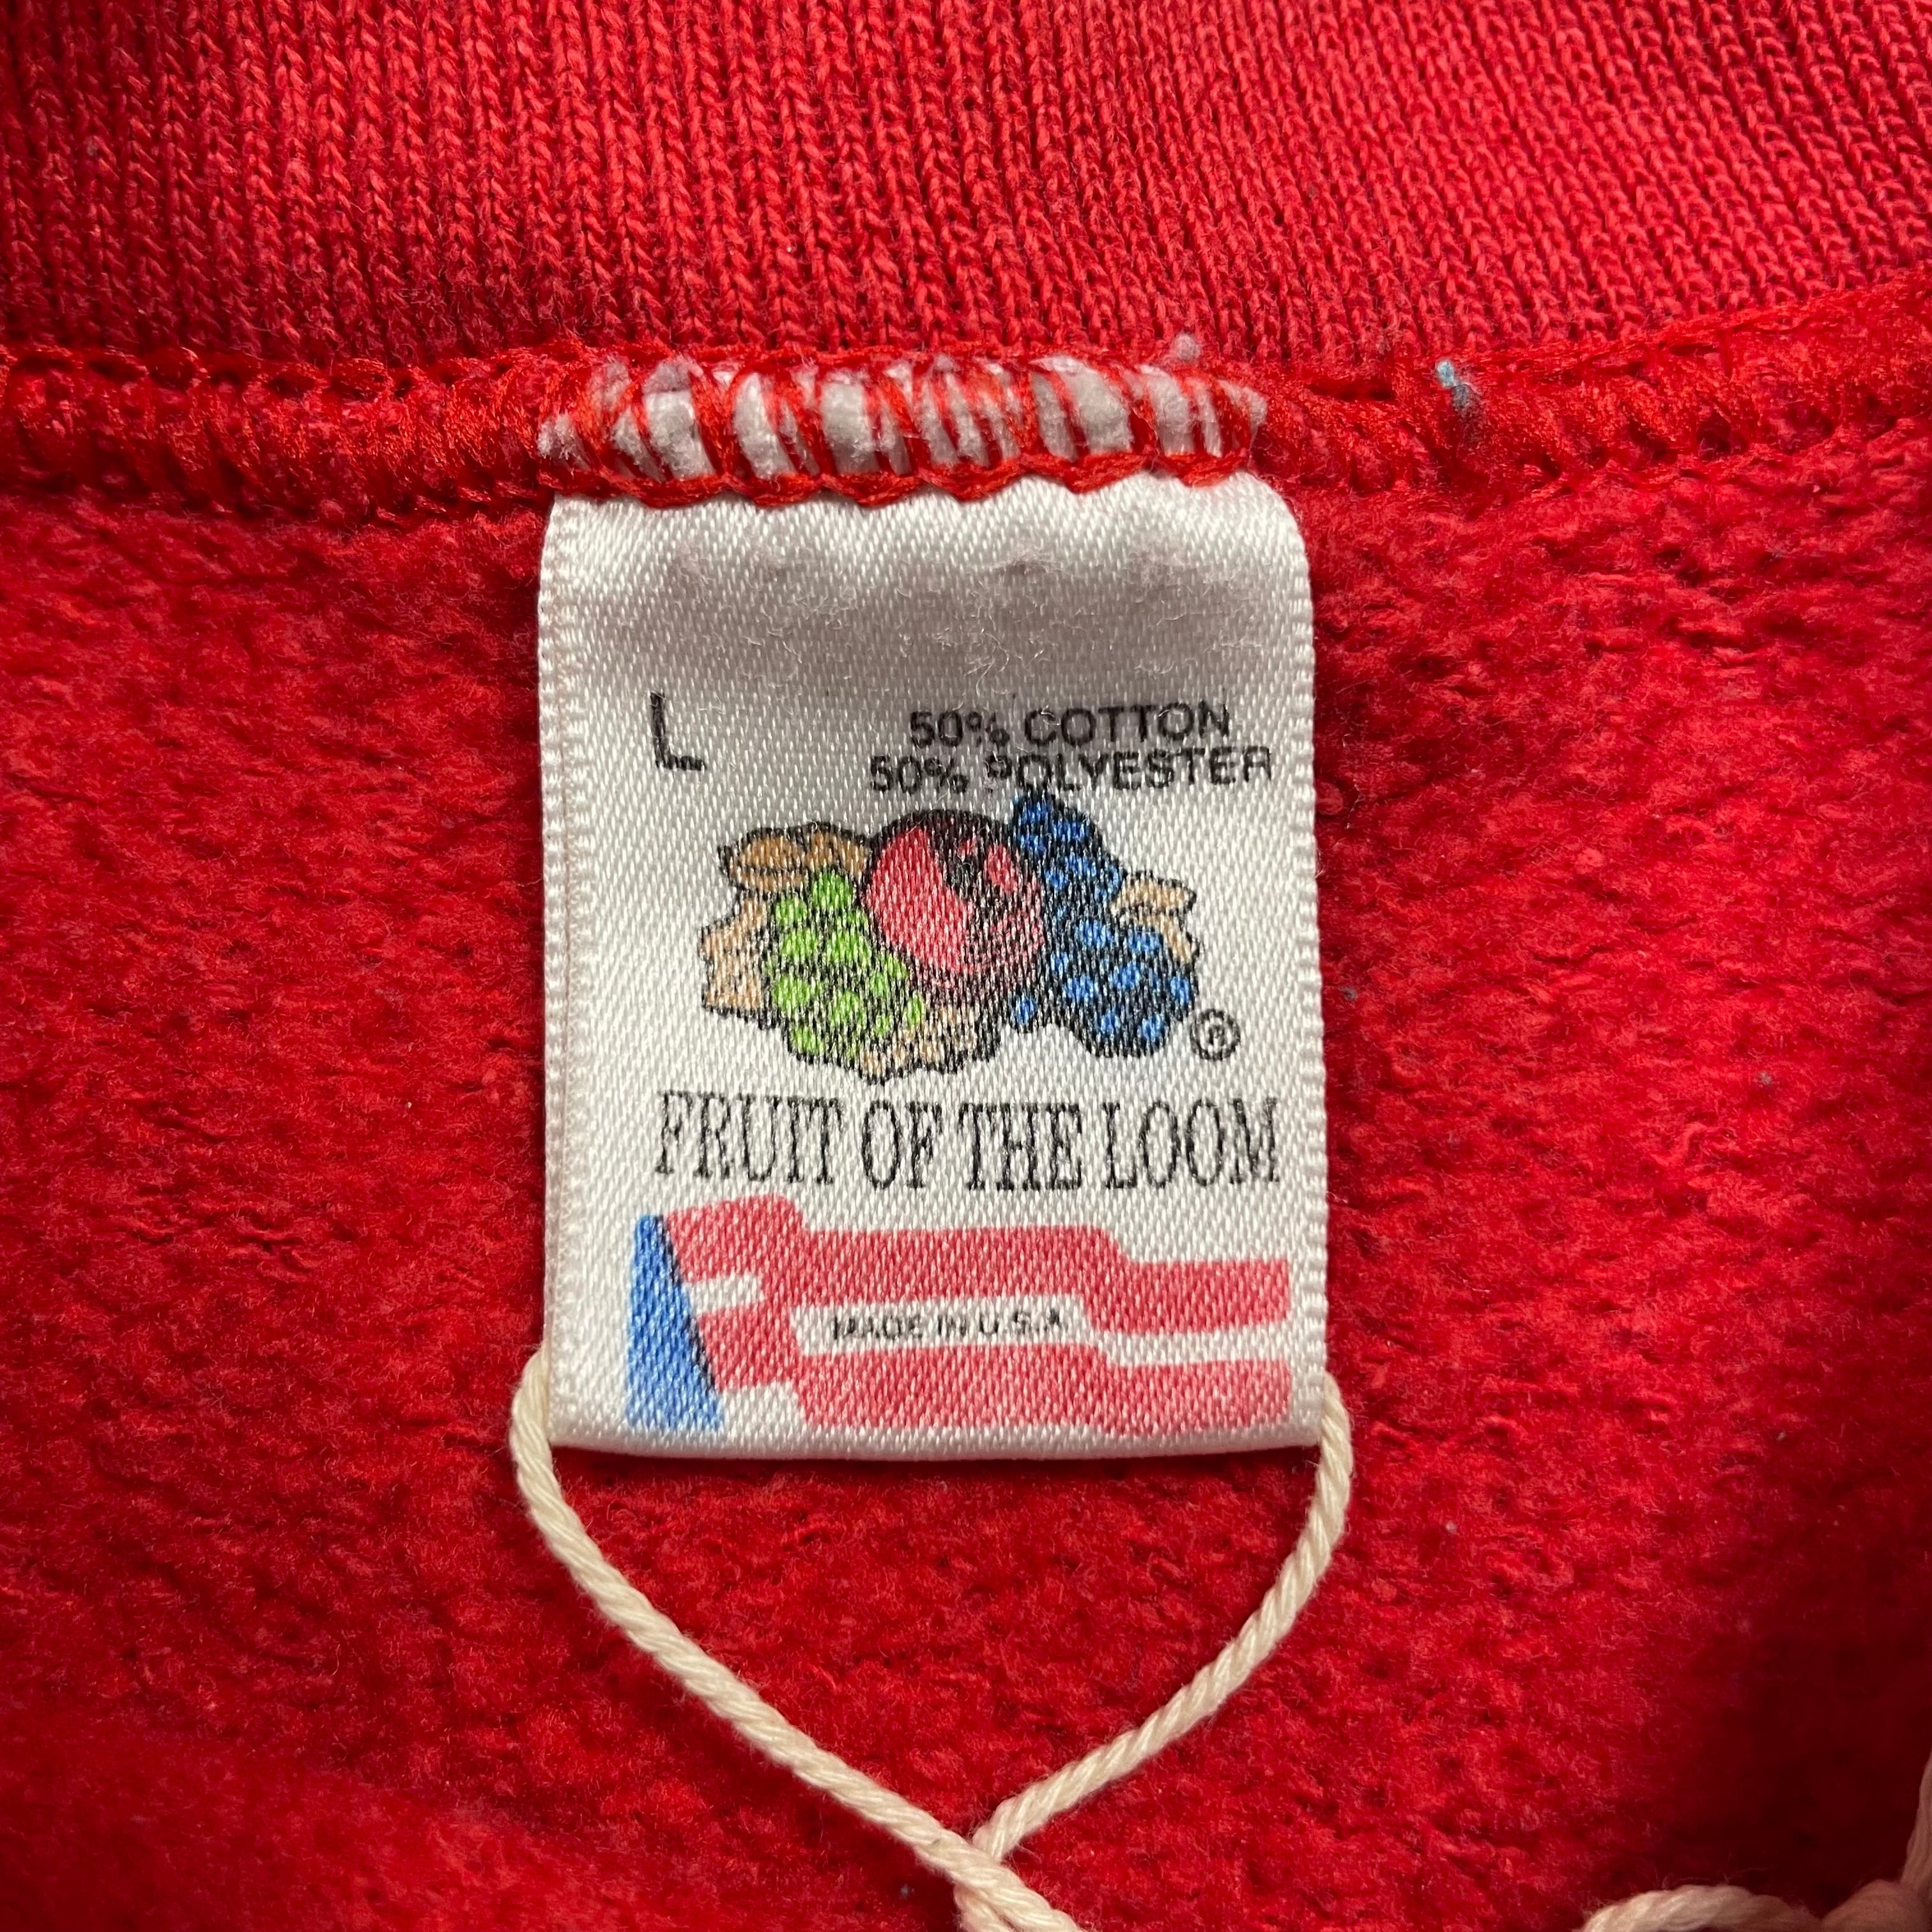 L
50% COTTON
50% POLYESTER
®
FRUIT OF THE LOOM
MADE IN U.S.A